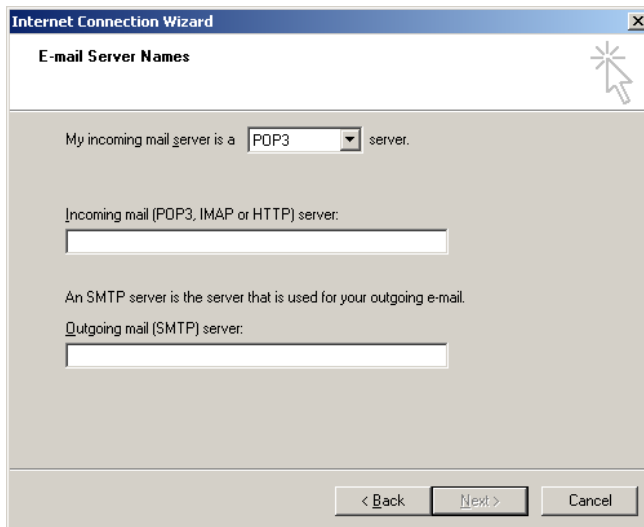 Internet Connection Wizard
E-mail Server Names
My incoming mail server is a POP3 server.
Incoming mail (POP3, IMAP or HTTP) server:
An SMTP server is the server that is used for your outgoing e-mail.
Outgoing mail (SMTP) server:
< Back Next > Cancel